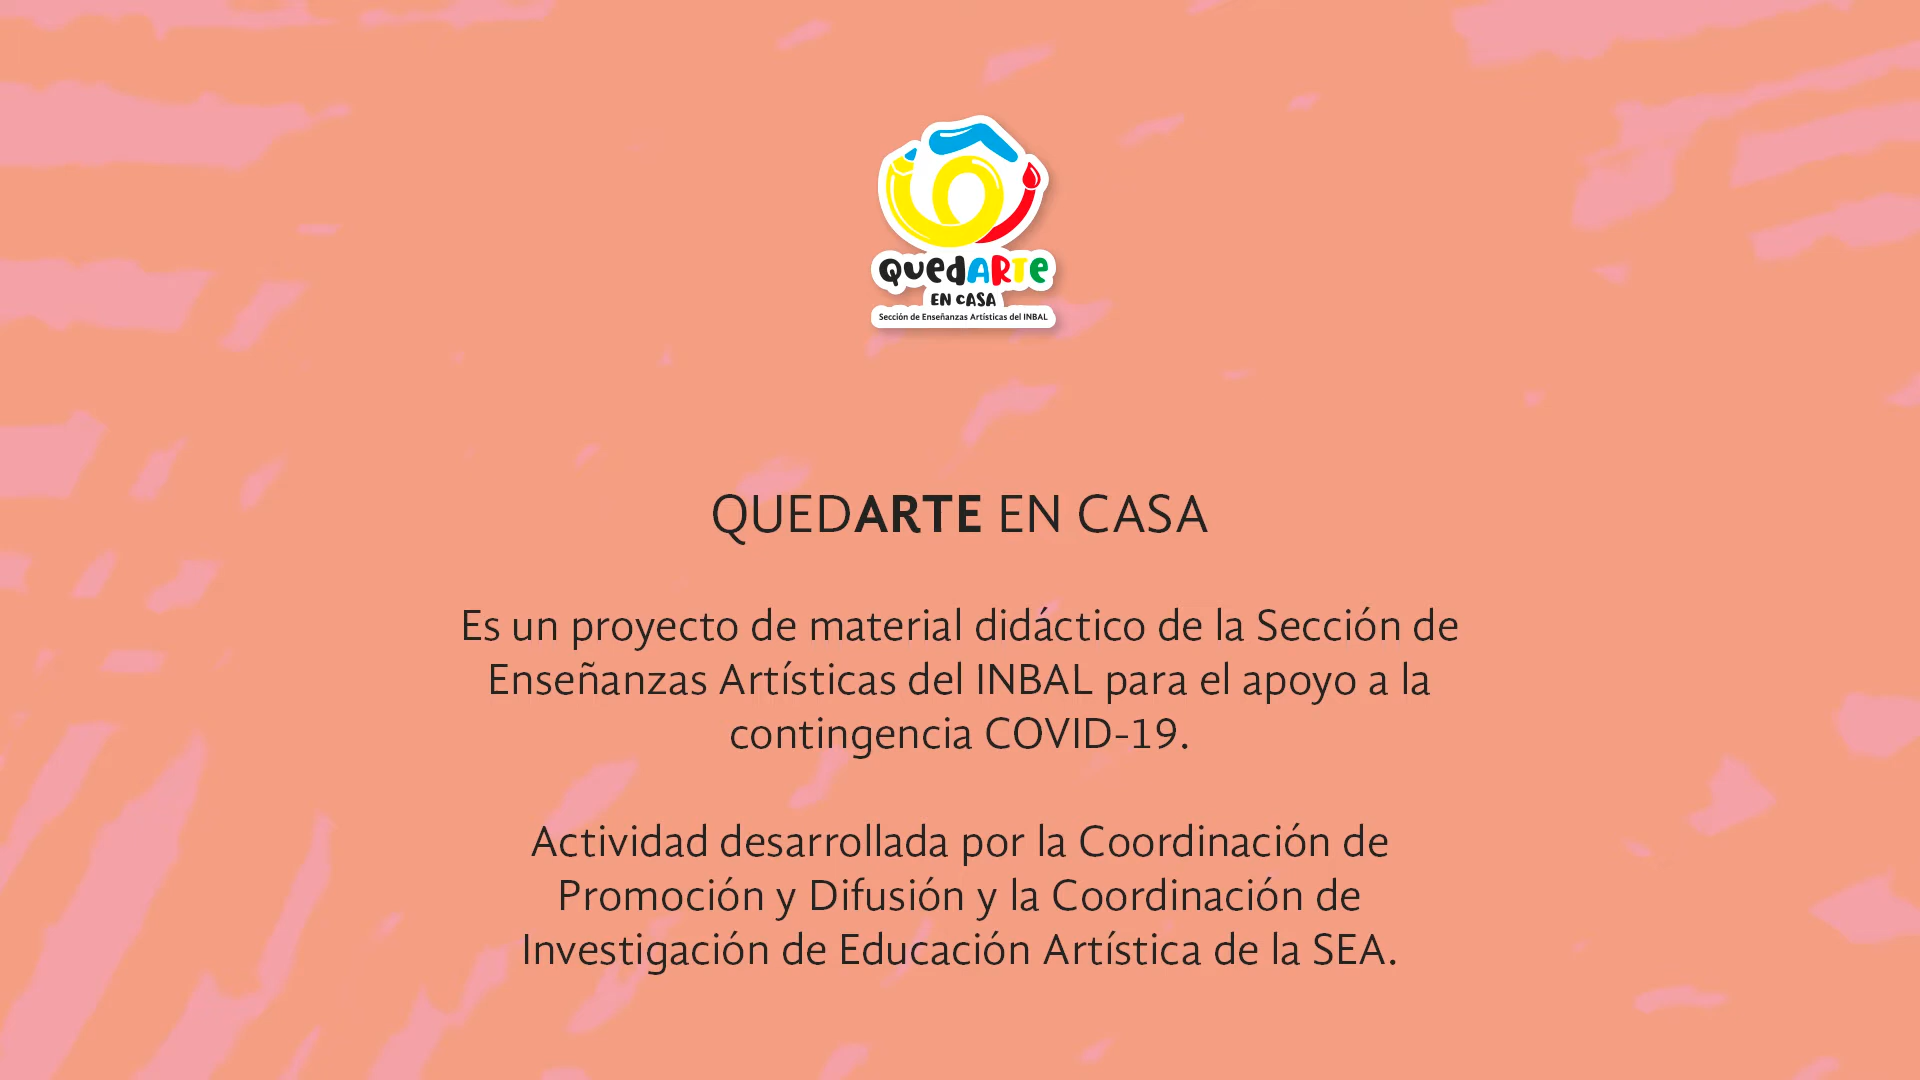 QuedARTe
EN CASA
Sección de Enseñanzas Artísticas del INBAL
QUEDARTE EN CASA
Es un proyecto de material didáctico de la Sección de
Enseñanzas Artísticas del INBAL para el apoyo a la
contingencia COVID-19.
Actividad desarrollada por la Coordinación de
Promoción y Difusión y la Coordinación de
Investigación de Educación Artística de la SEA.